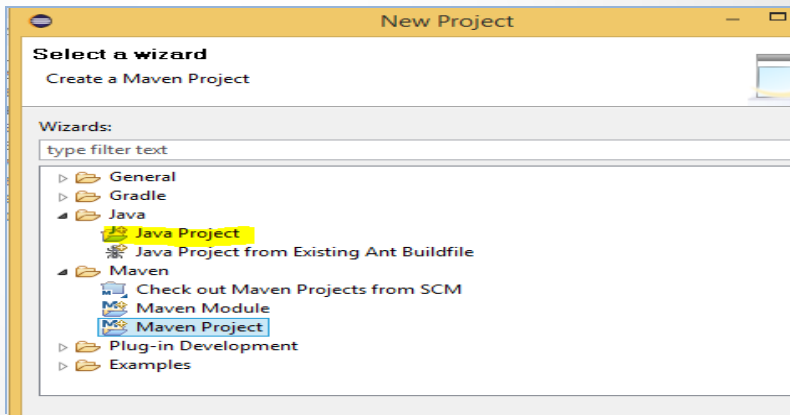 New Project
Select a wizard
Create a Maven Project
Wizards:
type filter text
General
Gradle
Java
Java Project
Java Project from Existing Ant Buildfile
Maven
Check out Maven Projects from SCM
Maven Module
Maven Project
Plug-in Development
Examples